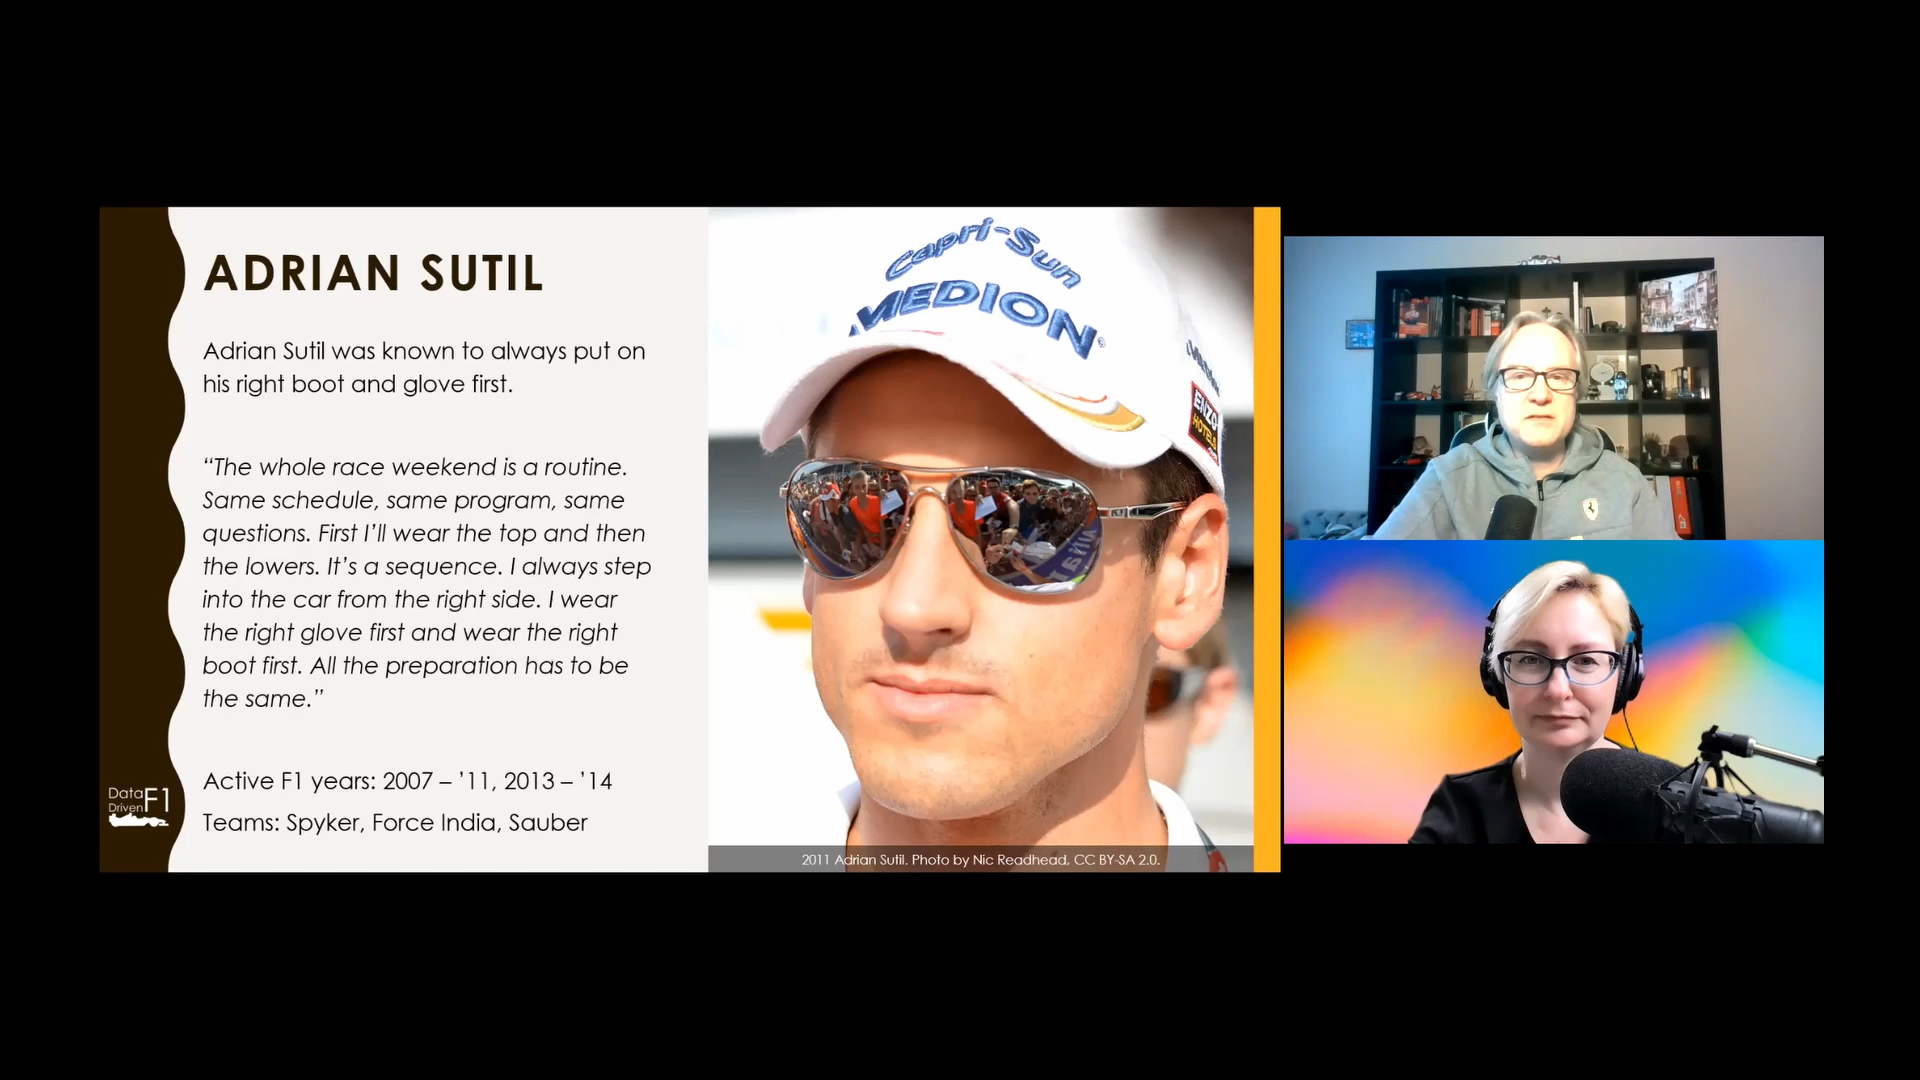 ADRIAN SUTIL
Adrian Sutil was known to always put on
his right boot and glove first.
“The whole race weekend is a routine.
Same schedule, same program, same
questions. First I’ll wear the top and then
the lowers. It’s a sequence. I always step
into the car from the right side. I wear
the right glove first and wear the right
boot first. All the preparation has to be
the same.”
Active F1 years: 2007 – ’11, 2013 – ’14
Teams: Spyker, Force India, Sauber
Data
Driven
F1
Capri-Sun
MEDION
ENZO
HOTELS
2011 Adrian Sutil. Photo by Nic Readhead, CC BY-SA 2.0.